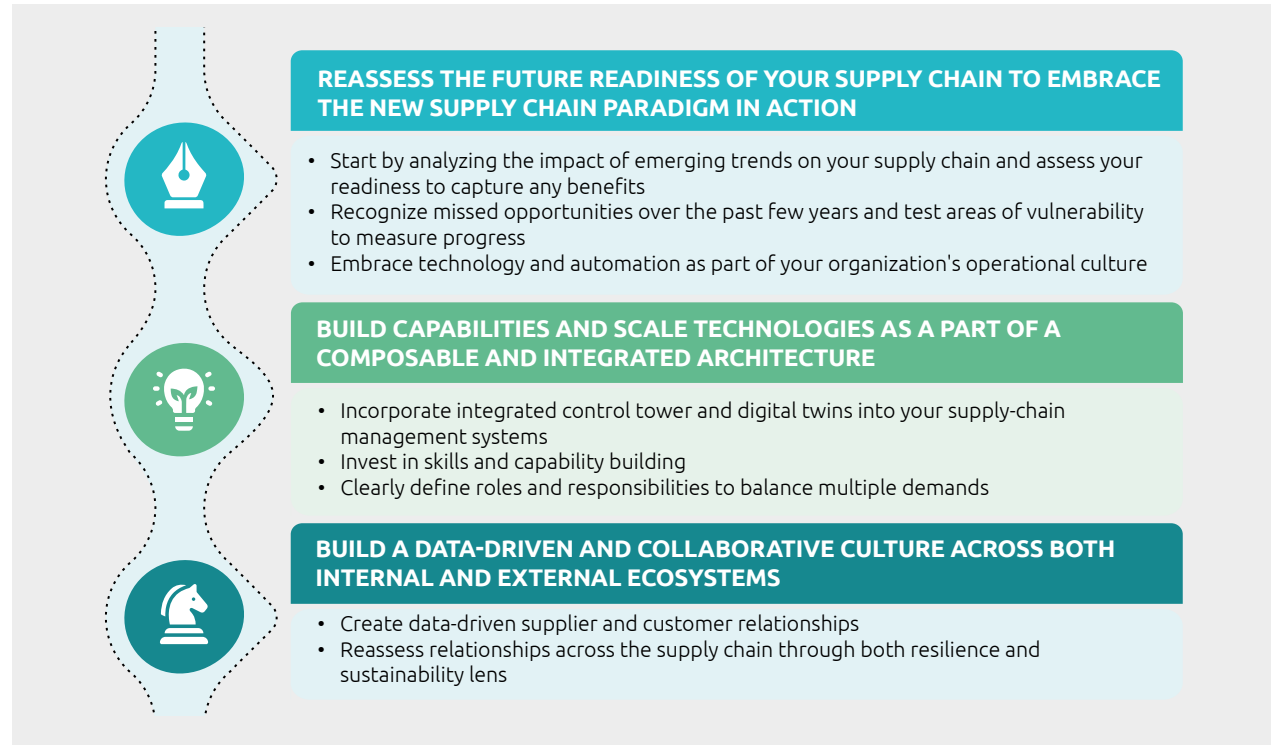 REASSESS THE FUTURE READINESS OF YOUR SUPPLY CHAIN TO EMBRACE
THE NEW SUPPLY CHAIN PARADIGM IN ACTION
• Start by analyzing the impact of emerging trends on your supply chain and assess your
readiness to capture any benefits
• Recognize missed opportunities over the past few years and test areas of vulnerability
to measure progress
• Embrace technology and automation as part of your organization's operational culture
BUILD CAPABILITIES AND SCALE TECHNOLOGIES AS A PART OF A
COMPOSABLE AND INTEGRATED ARCHITECTURE
• Incorporate integrated control tower and digital twins into your supply-chain
management systems
• Invest in skills and capability building
• Clearly define roles and responsibilities to balance multiple demands
BUILD A DATA-DRIVEN AND COLLABORATIVE CULTURE ACROSS BOTH
INTERNAL AND EXTERNAL ECOSYSTEMS
• Create data-driven supplier and customer relationships
• Reassess relationships across the supply chain through both resilience and
sustainability lens